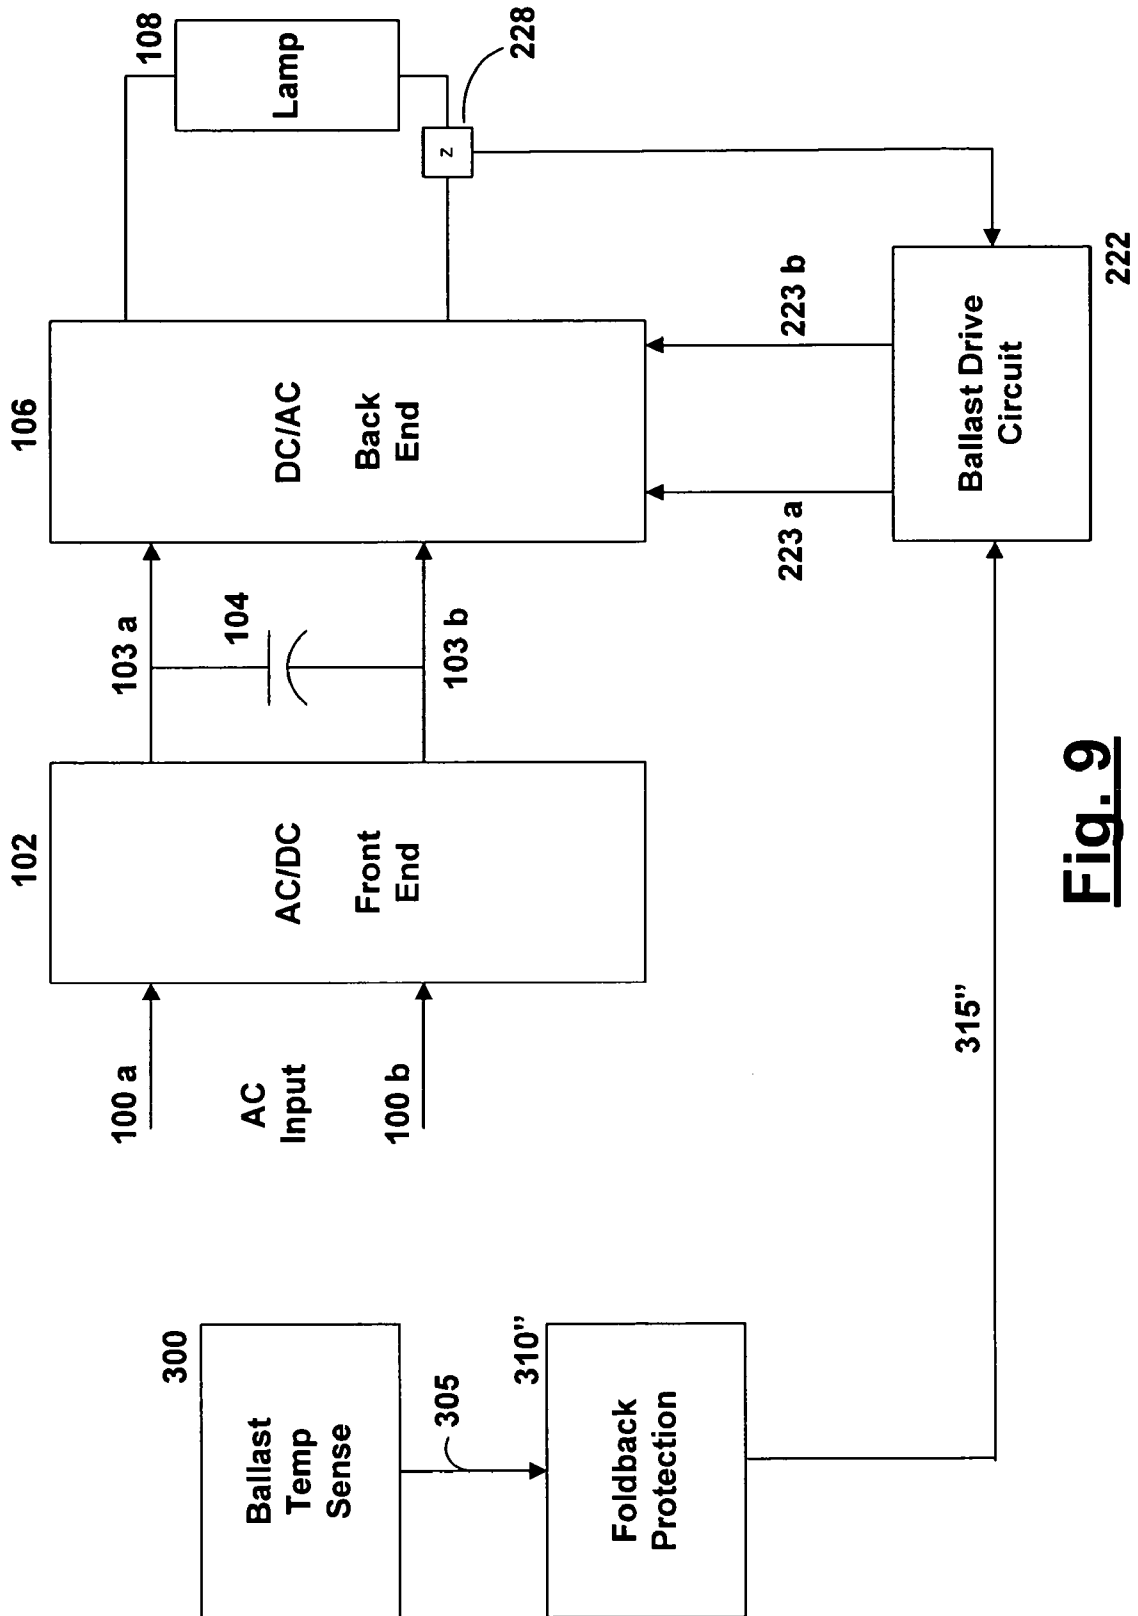 300
Ballast
Temp
Sense
305
310”
Foldback
Protection
100 a
AC
Input
100 b
102
AC/DC
Front
End
103 a
104
103 b
106
DC/AC
Back
End
108
Lamp
z
228
223 a
223 b
Ballast Drive
Circuit
222
315”
Fig. 9